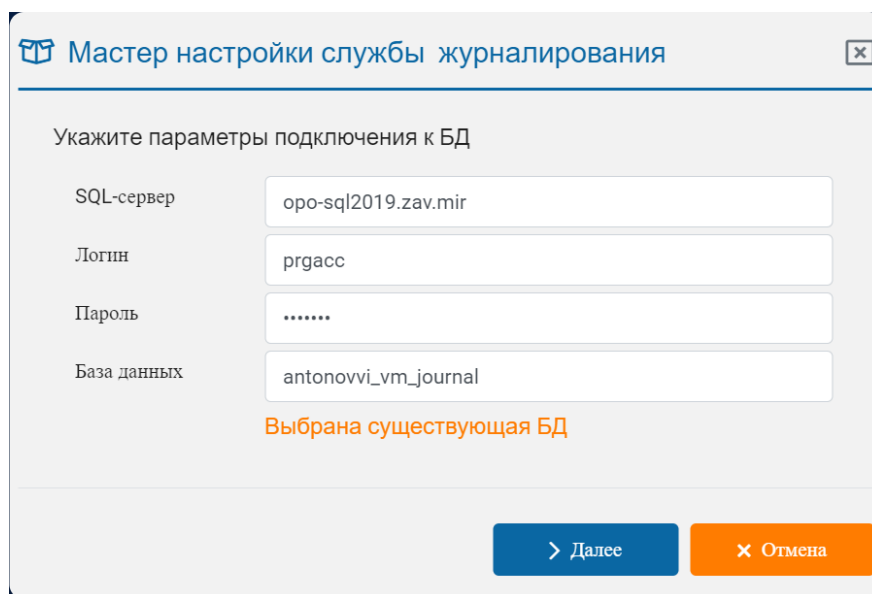 Мастер настройки службы журналирования
Укажите параметры подключения к БД
SQL-сервер
opo-sql2019.zav.mir
Логин
prgacc
Пароль
•••••••
База данных
antonovvi_vm_journal
Выбрана существующая БД
Далее
Отмена